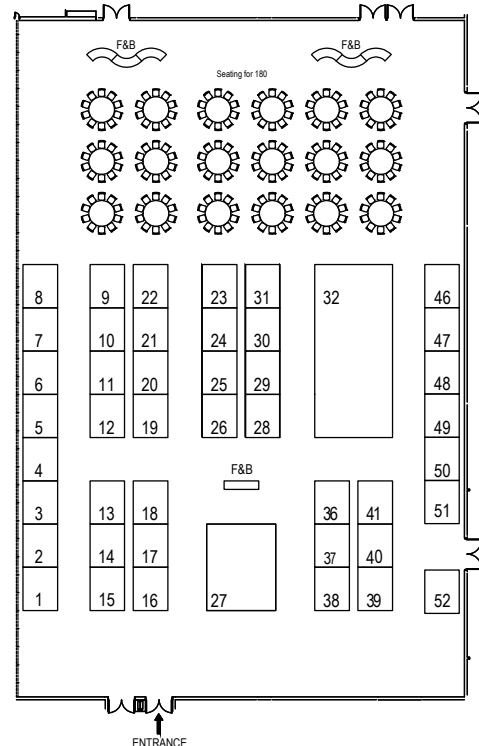 F&B F&B
Seating for 180
8 9 22 23 31 32 46
7 10 21 24 30 47
6 11 20 25 29 48
5 12 19 26 28 49
4 F&B 50
3 13 18 36 41 51
2 14 17 37 40
1 15 16 27 38 39 52
ENTRANCE